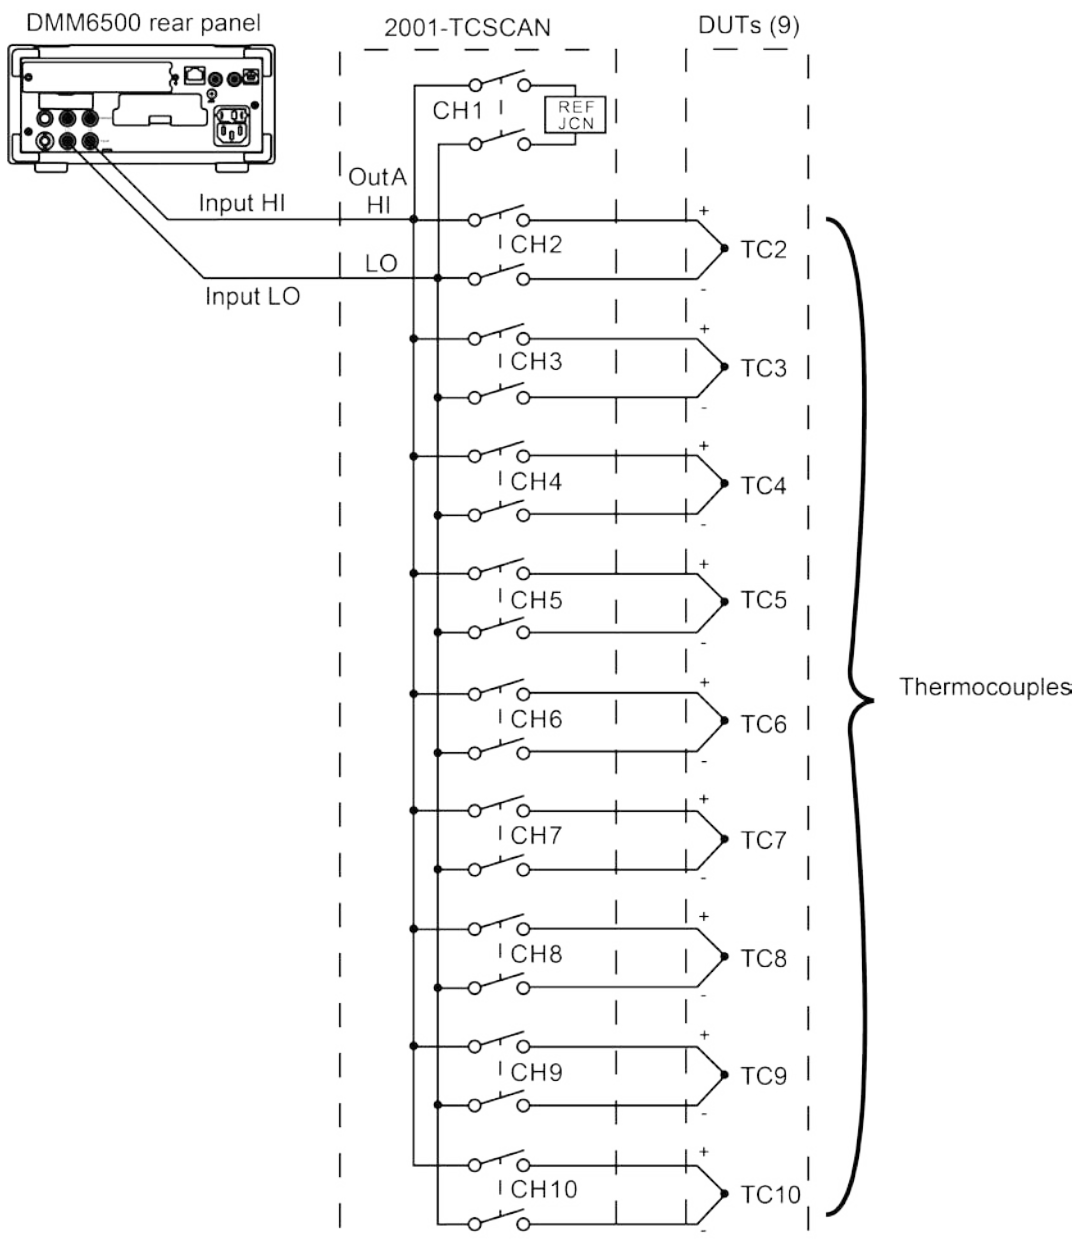 DMM6500 rear panel
2001-TCSCAN
DUTs (9)
CH1
REF
JCN
OutA
HI
Input HI
LO
Input LO
+
CH2
TC2
-
+
CH3
TC3
-
+
CH4
TC4
-
+
CH5
TC5
-
+
CH6
TC6
-
Thermocouples
+
CH7
TC7
-
+
CH8
TC8
-
+
CH9
TC9
-
+
CH10
TC10
-